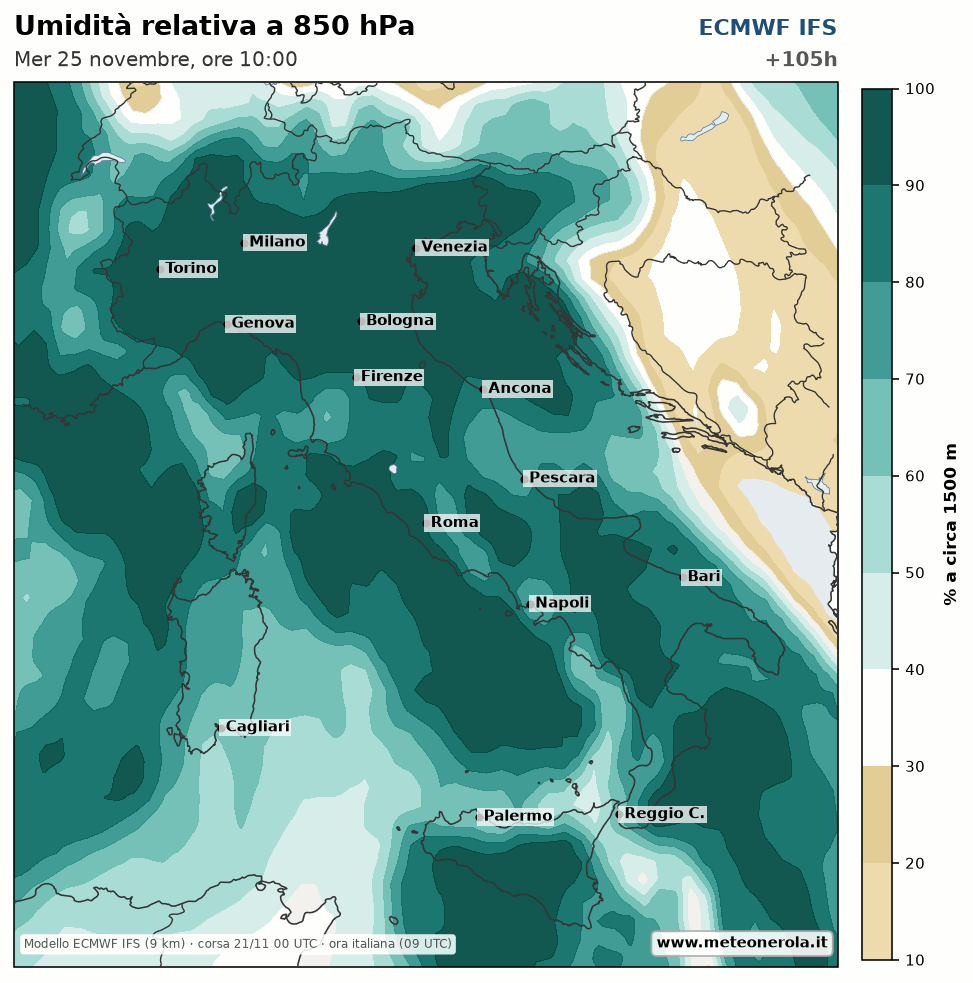 Umidità relativa a 850 hPa
ECMWF IFS
Mer 25 novembre, ore 10:00
+105h
100
90
80
70
60
50
40
30
20
10
% a circa 1500 m
Milano
Venezia
Torino
Genova
Bologna
Firenze
Ancona
Pescara
Roma
Bari
Napoli
Cagliari
Palermo
Reggio C.
Modello ECMWF IFS (9 km) · corsa 21/11 00 UTC · ora italiana (09 UTC)
www.meteonerola.it